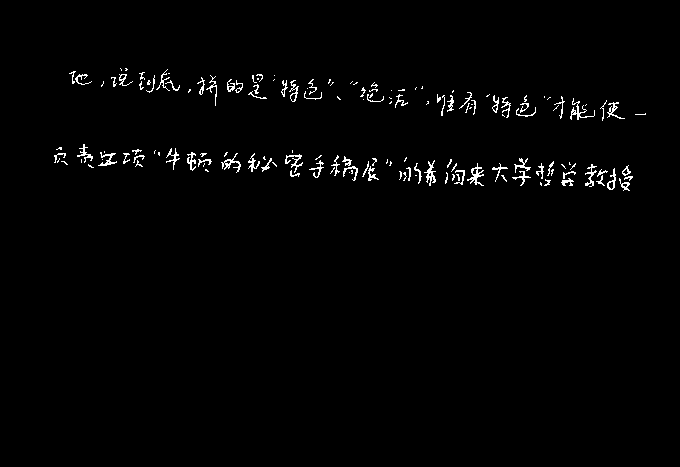 地，说到底，拼的是“特色”、“绝活”，唯有“特色”才能使一
负责这项“牛顿的秘密手稿展”的希伯来大学哲学教授